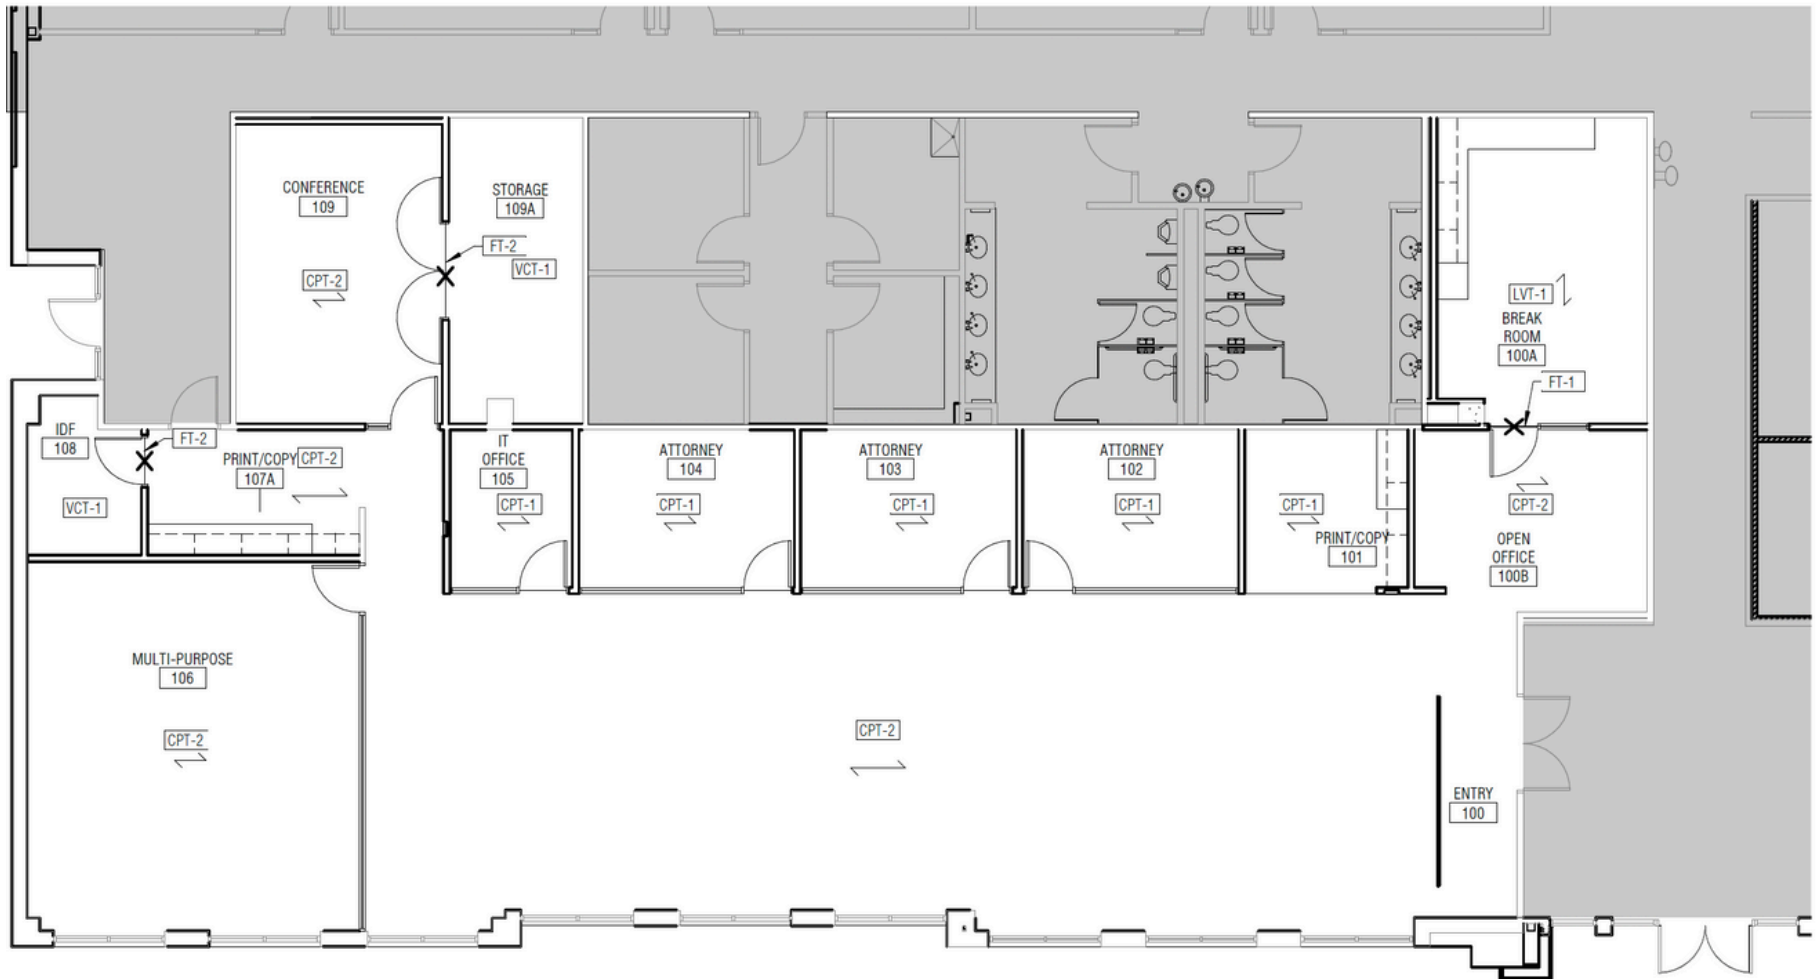 CONFERENCE
109
CPT-2
STORAGE
109A
FT-2
VCT-1
LVT-1
BREAK
ROOM
100A
FT-1
IDF
108
VCT-1
FT-2
PRINT/COPY
107A
CPT-2
IT
OFFICE
105
CPT-1
ATTORNEY
104
CPT-1
ATTORNEY
103
CPT-1
ATTORNEY
102
CPT-1
CPT-1
PRINT/COPY
101
CPT-2
OPEN
OFFICE
100B
MULTI-PURPOSE
106
CPT-2
CPT-2
ENTRY
100